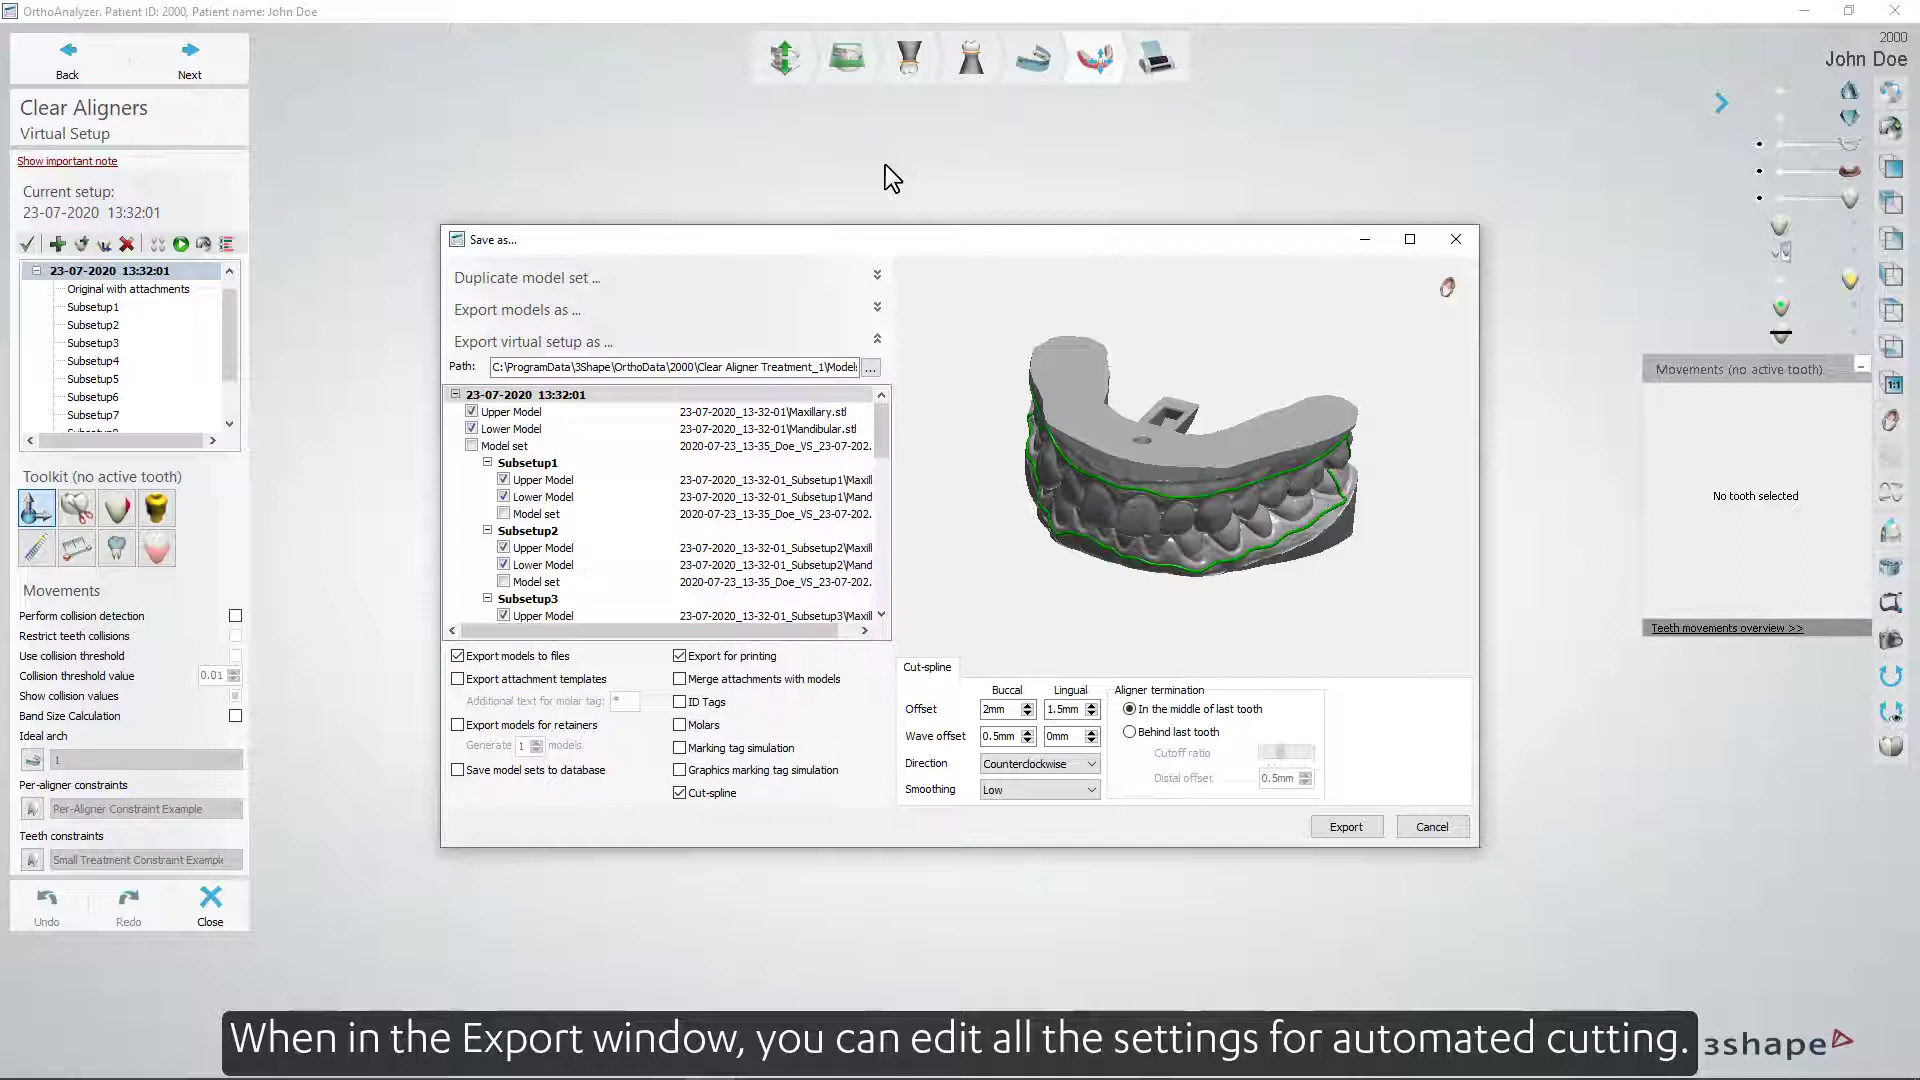 OrthoAnalyzer. Patient ID: 2000, Patient name: John Doe
2000
John Doe
Back
Next
Clear Aligners
Virtual Setup
Show important note
Current setup:
23-07-2020 13:32:01
23-07-2020 13:32:01
Original with attachments
Subsetup1
Subsetup2
Subsetup3
Subsetup4
Subsetup5
Subsetup6
Subsetup7
Toolkit (no active tooth)
Movements
Perform collision detection
Restrict teeth collisions
Use collision threshold
Collision threshold value
0.01
Show collision values
Band Size Calculation
Ideal arch
1
Per-aligner constraints
Per-Aligner Constraint Example
Teeth constraints
Small Treatment Constraint Example
Undo
Redo
Close
Save as...
Duplicate model set ...
Export models as ...
Export virtual setup as ...
Path: C:\ProgramData\3Shape\OrthoData\2000\Clear Aligner Treatment_1\Models ...
23-07-2020 13:32:01
Upper Model 23-07-2020_13-32-01\Maxillary.stl
Lower Model 23-07-2020_13-32-01\Mandibular.stl
Model set 2020-07-23_13-35_Doe_VS_23-07-202.
Subsetup1
Upper Model 23-07-2020_13-32-01_Subsetup1\Maxill
Lower Model 23-07-2020_13-32-01_Subsetup1\Mand
Model set 2020-07-23_13-35_Doe_VS_23-07-202.
Subsetup2
Upper Model 23-07-2020_13-32-01_Subsetup2\Maxill
Lower Model 23-07-2020_13-32-01_Subsetup2\Mand
Model set 2020-07-23_13-35_Doe_VS_23-07-202.
Subsetup3
Upper Model 23-07-2020_13-32-01_Subsetup3\Maxill
Export models to files
Export attachment templates
Additional text for molar tag: *
Export models for retainers
Generate 1 models
Save model sets to database
Export for printing
Merge attachments with models
ID Tags
Molars
Marking tag simulation
Graphics marking tag simulation
Cut-spline
Cut-spline
Buccal Lingual
Offset 2mm 1.5mm
Wave offset 0.5mm 0mm
Direction Counterclockwise
Smoothing Low
Aligner termination
In the middle of last tooth
Behind last tooth
Cutoff ratio
Distal offset 0.5mm
Export
Cancel
1:1
Movements (no active tooth)
No tooth selected
Teeth movements overview >>
When in the Export window, you can edit all the settings for automated cutting.
3shape